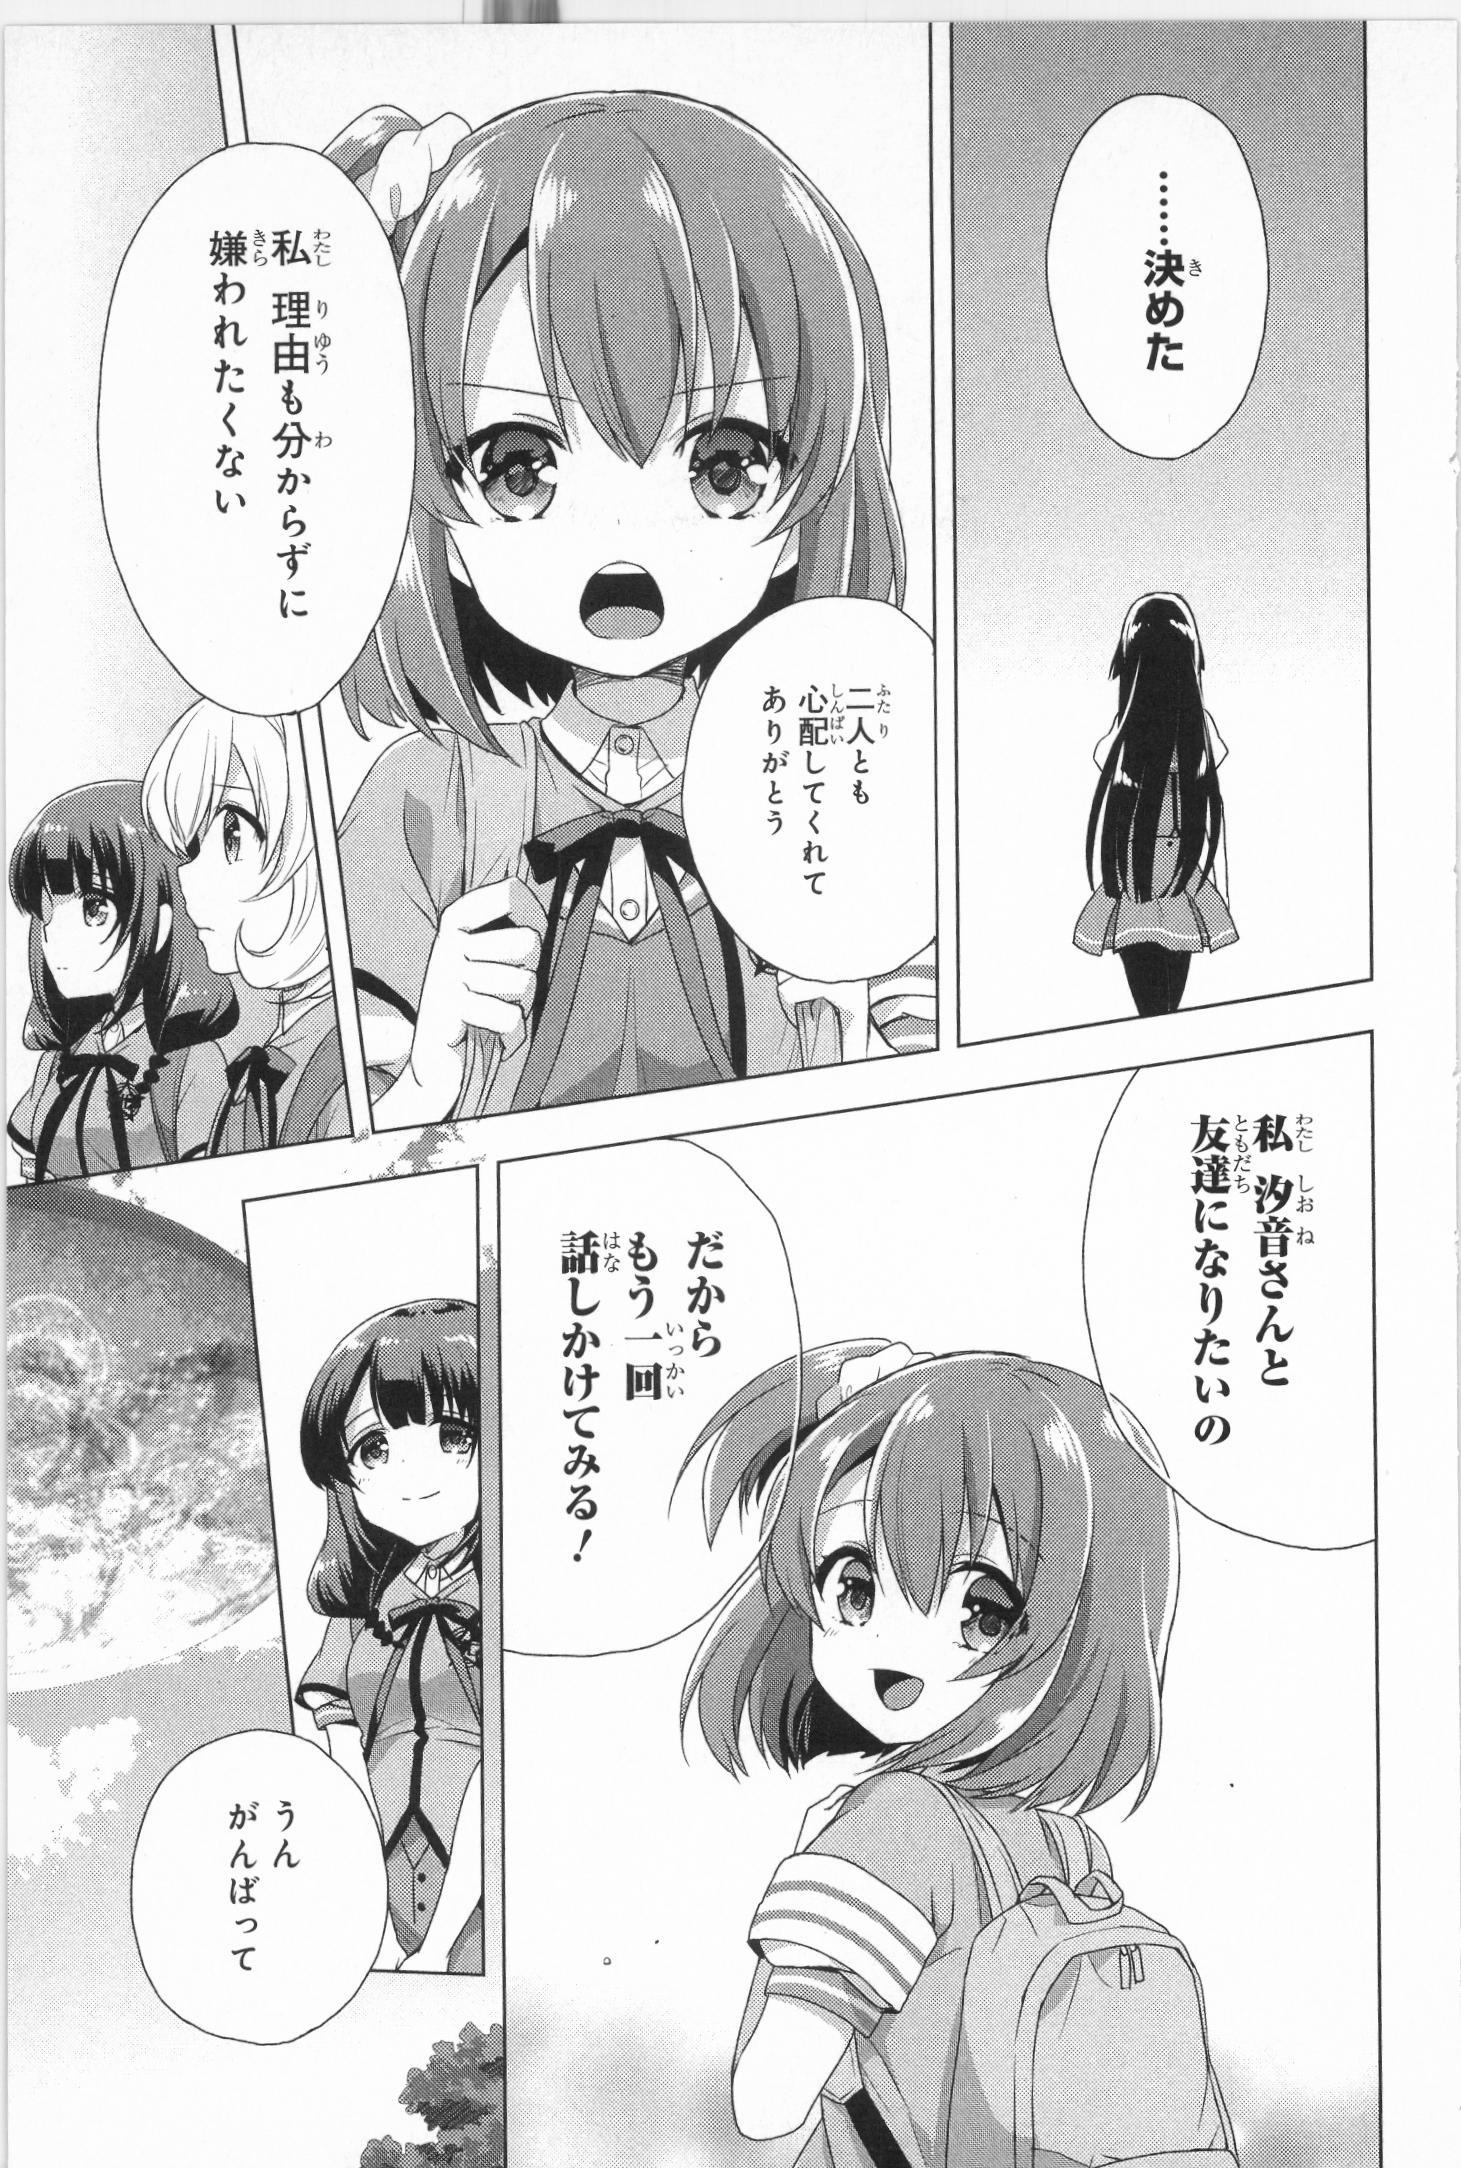 ……決めた
二人とも
心配してくれて
ありがとう
私 理由も分からずに
嫌われたくない
私 汐音さんと
友達になりたいの
だから
もう一回
話しかけてみる！
うん
がんばって